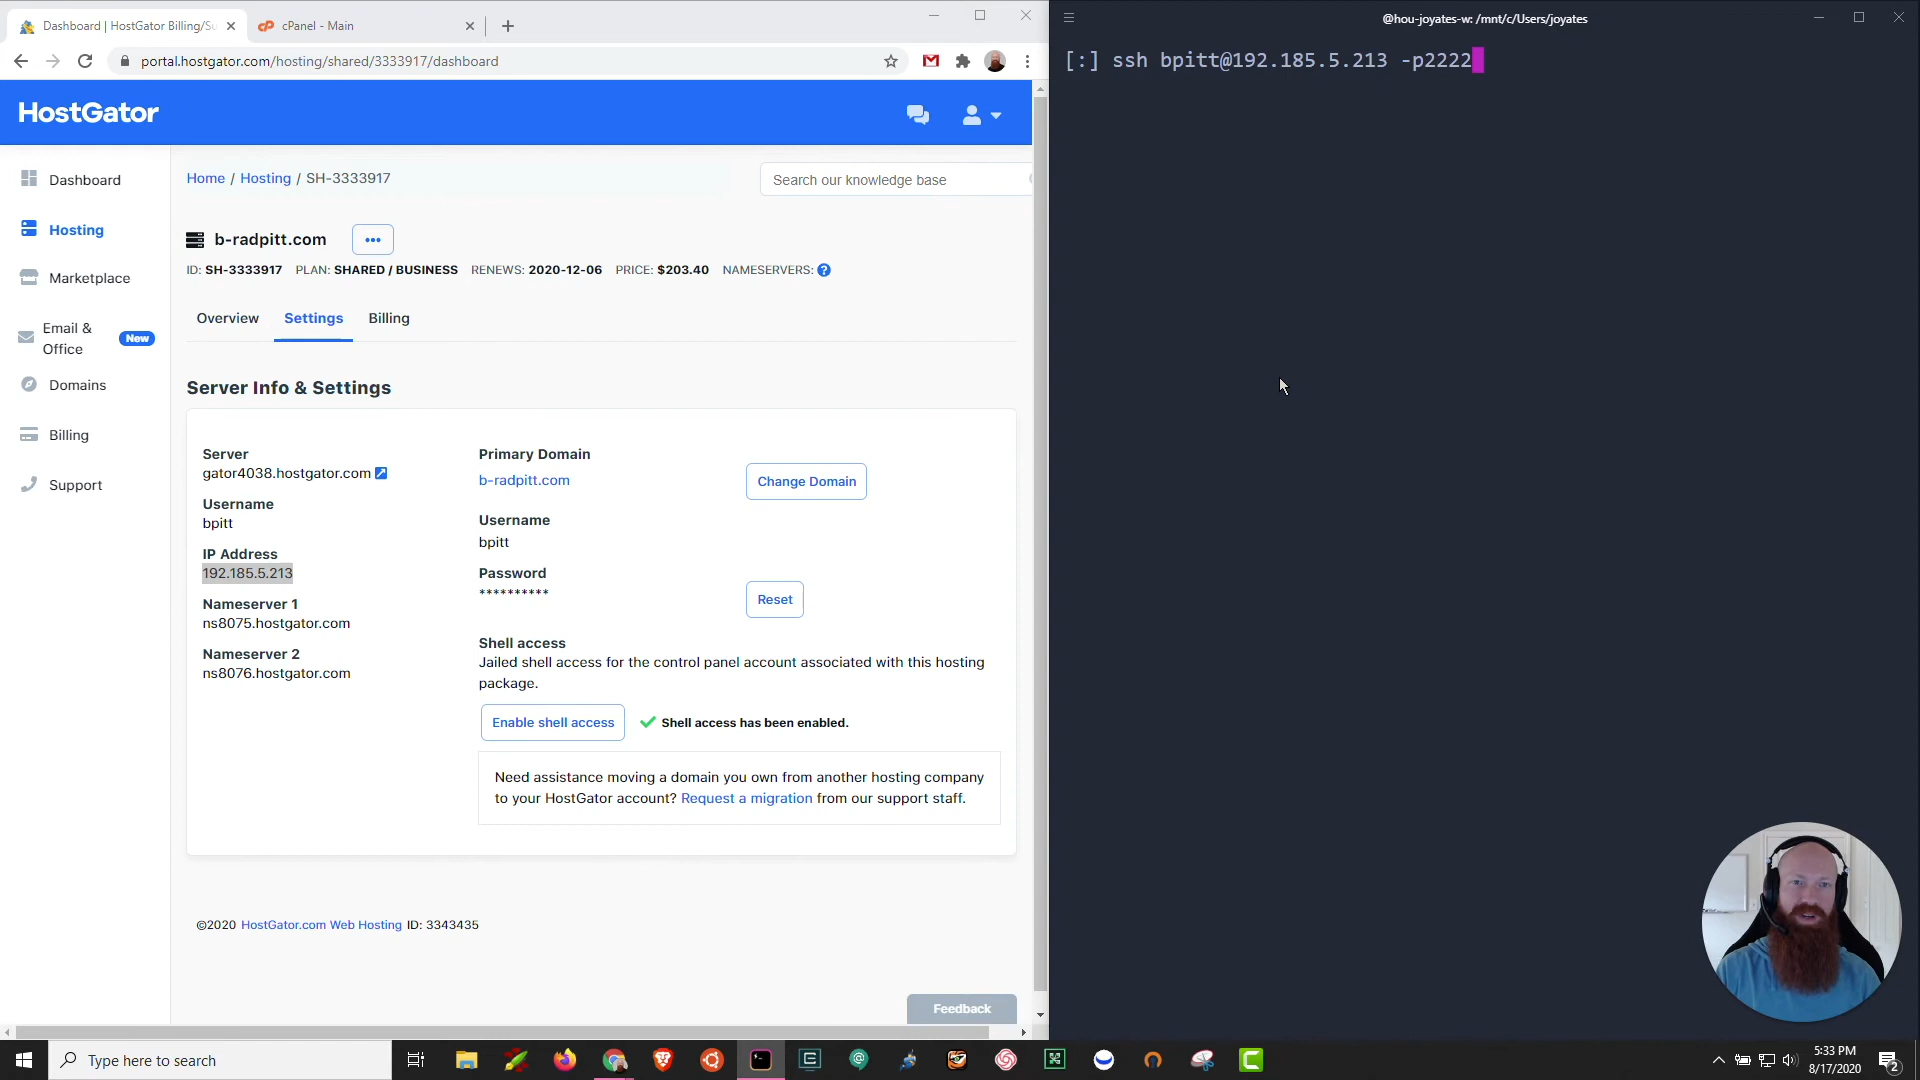 Dashboard | HostGator Billing/Su
cPanel - Main
portal.hostgator.com/hosting/shared/3333917/dashboard
@hou-joyates-w: /mnt/c/Users/joyates
[:] ssh bpitt@192.185.5.213 -p2222
HostGator
Dashboard
Hosting
Marketplace
Email &
Office
New
Domains
Billing
Support
Home / Hosting / SH-3333917
Search our knowledge base
b-radpitt.com
•••
ID: SH-3333917 PLAN: SHARED / BUSINESS RENEWS: 2020-12-06 PRICE: $203.40 NAMESERVERS: ?
Overview Settings Billing
Server Info & Settings
Server
gator4038.hostgator.com
Username
bpitt
IP Address
192.185.5.213
Nameserver 1
ns8075.hostgator.com
Nameserver 2
ns8076.hostgator.com
Primary Domain
b-radpitt.com
Change Domain
Username
bpitt
Password
**********
Reset
Shell access
Jailed shell access for the control panel account associated with this hosting
package.
Enable shell access
Shell access has been enabled.
Need assistance moving a domain you own from another hosting company
to your HostGator account? Request a migration from our support staff.
©2020 HostGator.com Web Hosting ID: 3343435
Feedback
Type here to search
5:33 PM
8/17/2020
2